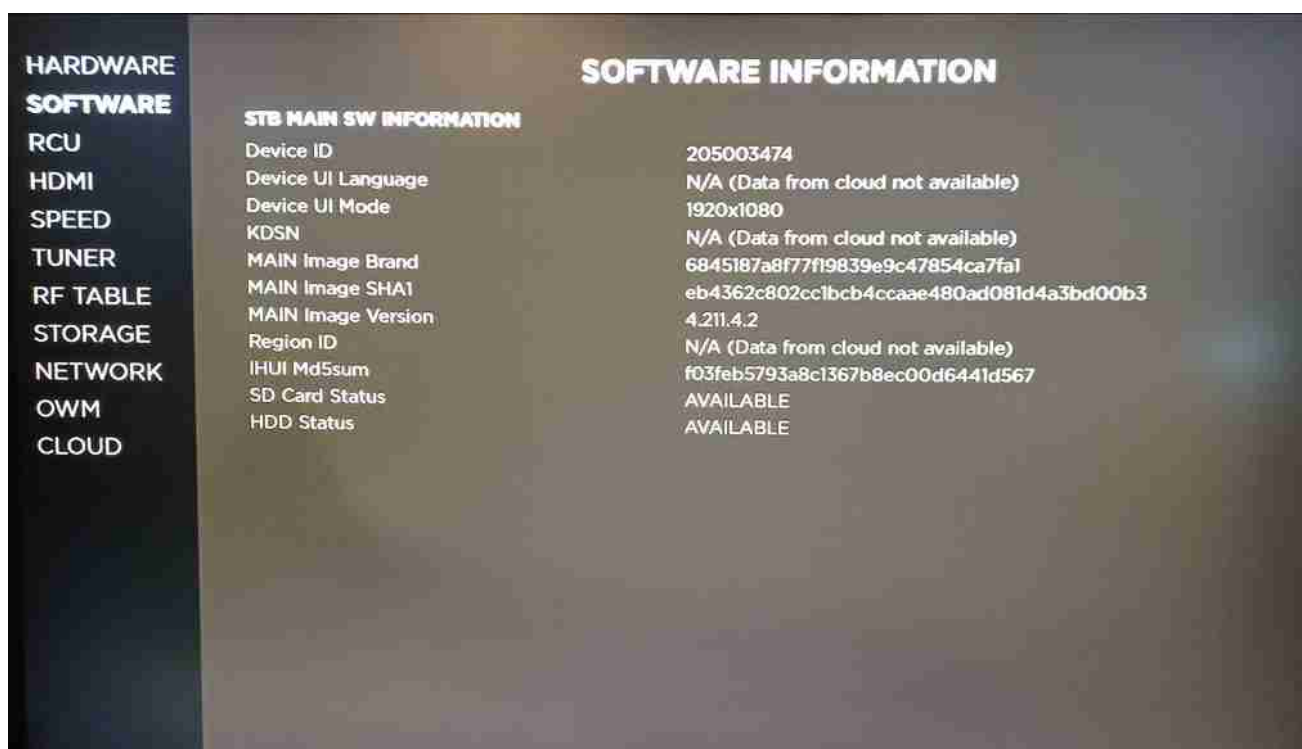 HARDWARE
SOFTWARE
RCU
HDMI
SPEED
TUNER
RF TABLE
STORAGE
NETWORK
OWM
CLOUD
SOFTWARE INFORMATION
STB MAIN SW INFORMATION
Device ID 205003474
Device UI Language N/A (Data from cloud not available)
Device UI Mode 1920x1080
KDSN N/A (Data from cloud not available)
MAIN Image Brand 6845187a8f77f19839e9c47854ca7fa1
MAIN Image SHA1 eb4362c802cc1bcb4ccaae480ad081d4a3bd00b3
MAIN Image Version 4.211.4.2
Region ID N/A (Data from cloud not available)
IHUI Md5sum f03feb5793a8c1367b8ec00d6441d567
SD Card Status AVAILABLE
HDD Status AVAILABLE